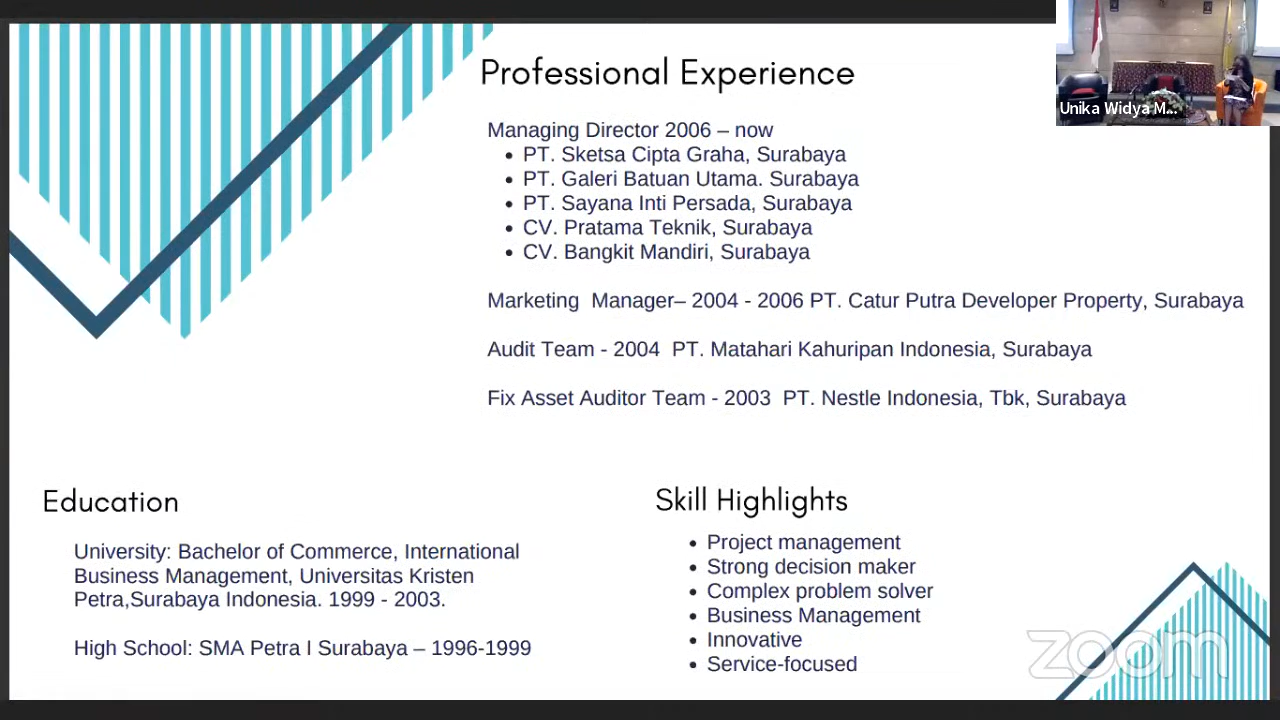 Professional Experience
Unika Widya M...
Managing Director 2006 – now
• PT. Sketsa Cipta Graha, Surabaya
• PT. Galeri Batuan Utama. Surabaya
• PT. Sayana Inti Persada, Surabaya
• CV. Pratama Teknik, Surabaya
• CV. Bangkit Mandiri, Surabaya
Marketing  Manager– 2004 - 2006 PT. Catur Putra Developer Property, Surabaya
Audit Team - 2004  PT. Matahari Kahuripan Indonesia, Surabaya
Fix Asset Auditor Team - 2003  PT. Nestle Indonesia, Tbk, Surabaya
Education
University: Bachelor of Commerce, International
Business Management, Universitas Kristen
Petra,Surabaya Indonesia. 1999 - 2003.
High School: SMA Petra I Surabaya – 1996-1999
Skill Highlights
• Project management
• Strong decision maker
• Complex problem solver
• Business Management
• Innovative
• Service-focused
zoom